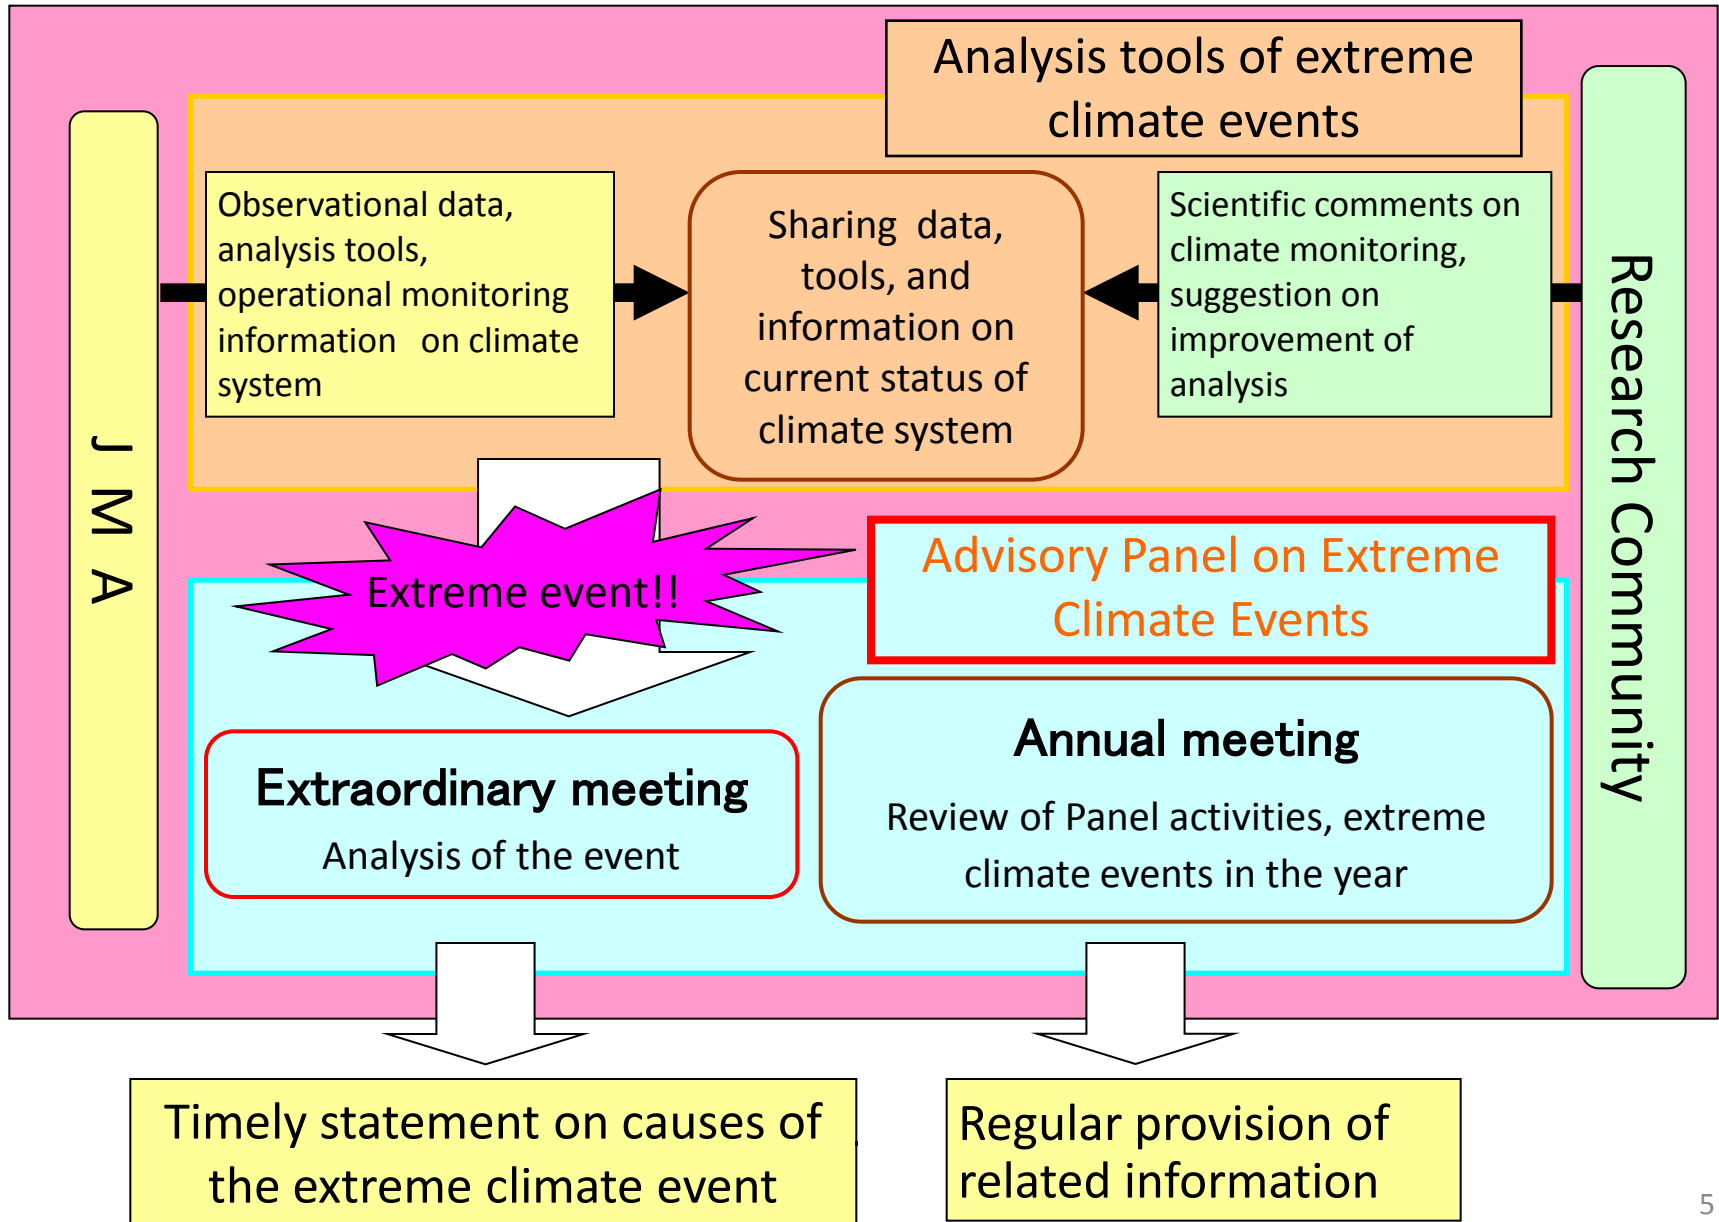 Analysis tools of extreme
climate events
J M A
Observational data,
analysis tools,
operational monitoring
information on climate
system
Sharing data,
tools, and
information on
current status of
climate system
Scientific comments on
climate monitoring,
suggestion on
improvement of
analysis
Research Community
Extreme event!!
Advisory Panel on Extreme
Climate Events
Extraordinary meeting
Analysis of the event
Annual meeting
Review of Panel activities, extreme
climate events in the year
Timely statement on causes of
the extreme climate event
Regular provision of
related information
5